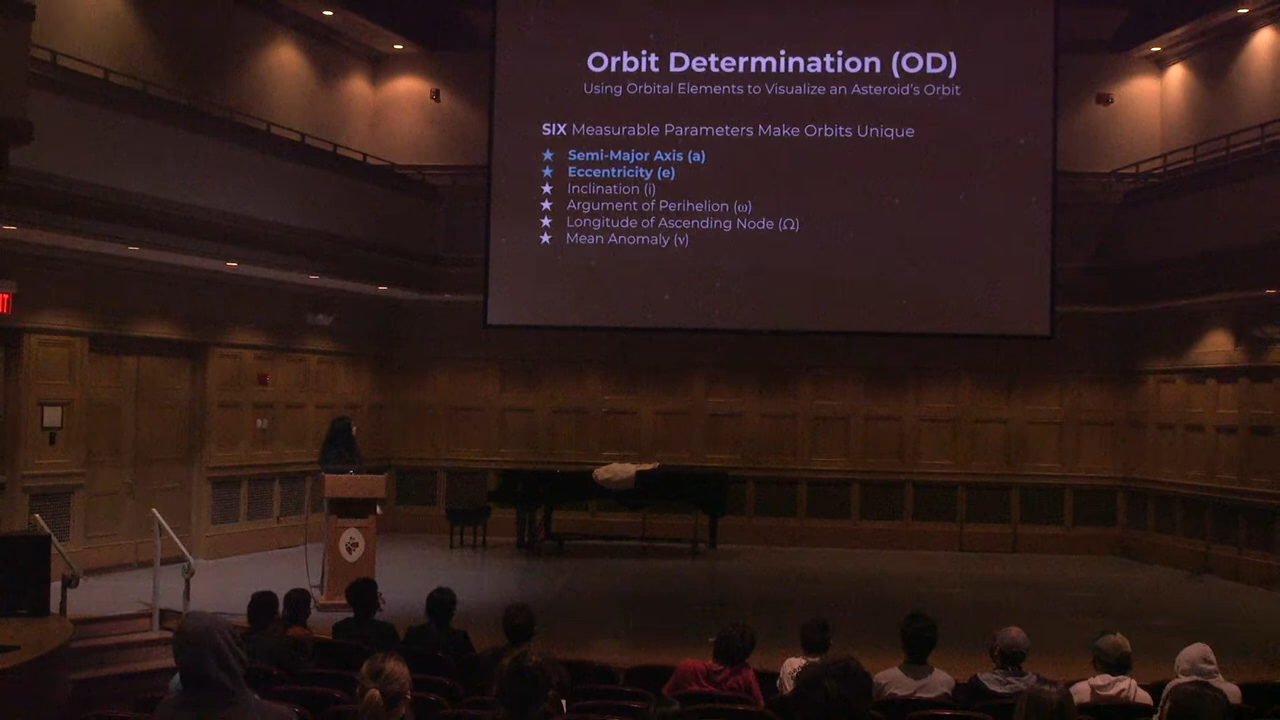 Orbit Determination (OD)
Using Orbital Elements to Visualize an Asteroid's Orbit
SIX Measurable Parameters Make Orbits Unique
★ Semi-Major Axis (a)
★ Eccentricity (e)
★ Inclination (i)
★ Argument of Perihelion (ω)
★ Longitude of Ascending Node (Ω)
★ Mean Anomaly (ν)
IT